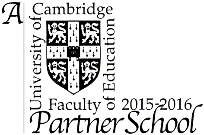 A
University of Cambridge
Faculty of Education 2015-2016
Partner School